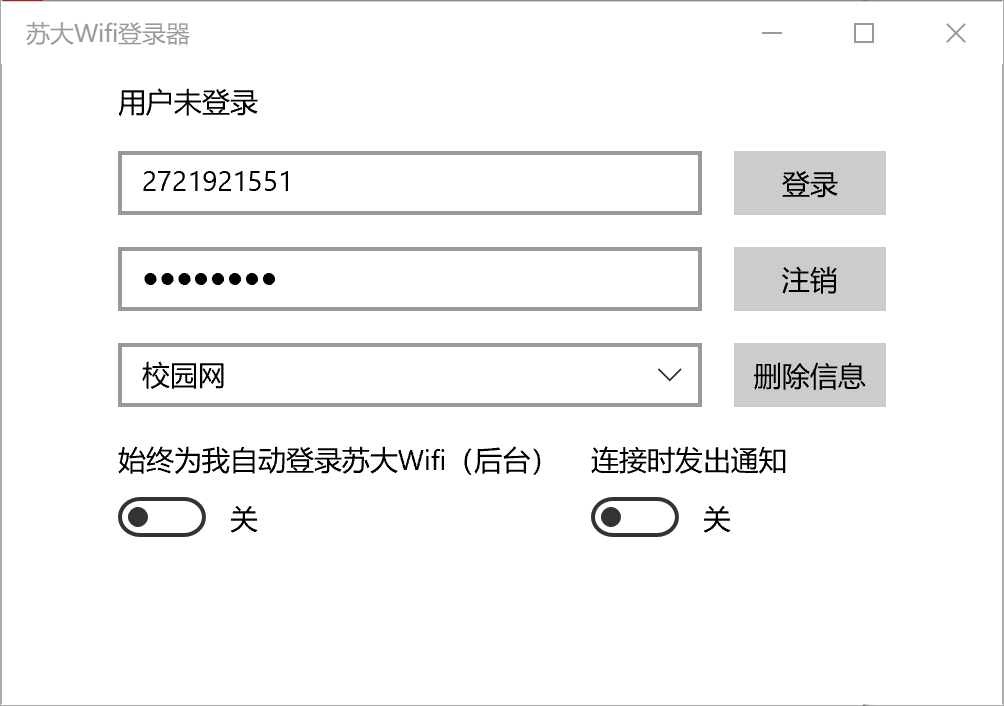 苏大Wifi登录器
用户未登录
2721921551
登录
••••••••
注销
校园网
删除信息
始终为我自动登录苏大Wifi（后台）
连接时发出通知
关
关